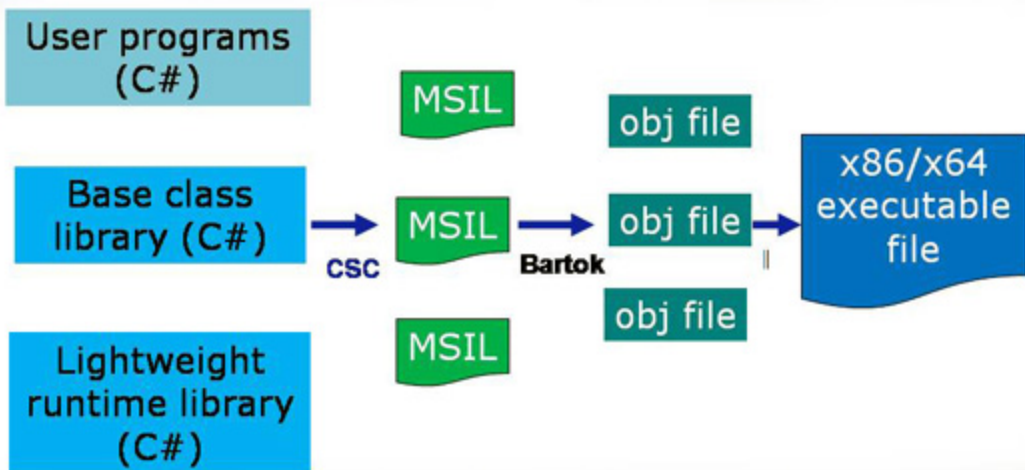 User programs
(C#)
Base class
library (C#)
Lightweight
runtime library
(C#)
CSC
MSIL
MSIL
MSIL
Bartok
obj file
obj file
obj file
x86/x64
executable
file